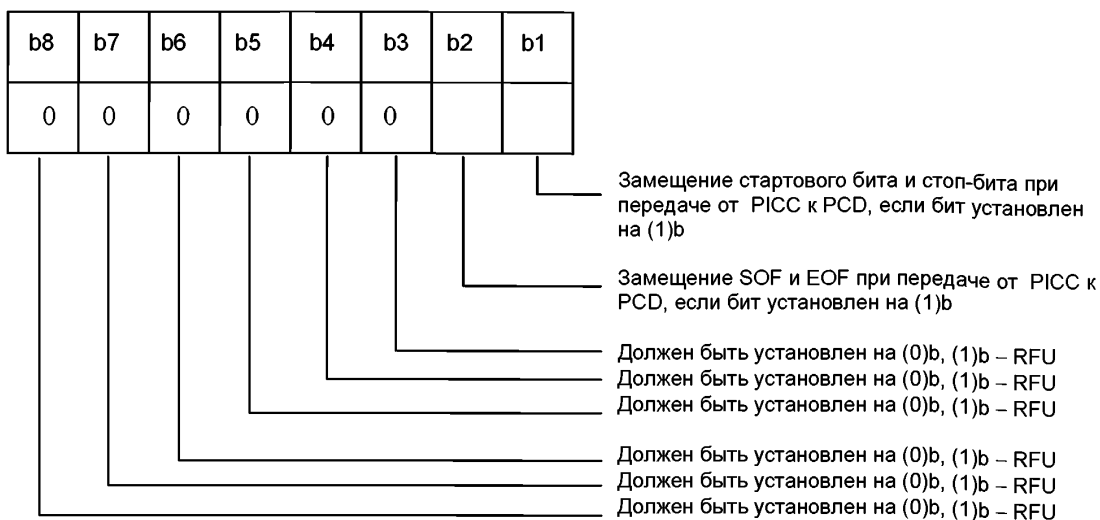 b8 b7 b6 b5 b4 b3 b2 b1
0 0 0 0 0 0
Замещение стартового бита и стоп-бита при
передаче от PICC к PCD, если бит установлен
на (1)b
Замещение SOF и EOF при передаче от PICC к
PCD, если бит установлен на (1)b
Должен быть установлен на (0)b, (1)b – RFU
Должен быть установлен на (0)b, (1)b – RFU
Должен быть установлен на (0)b, (1)b – RFU
Должен быть установлен на (0)b, (1)b – RFU
Должен быть установлен на (0)b, (1)b – RFU
Должен быть установлен на (0)b, (1)b – RFU